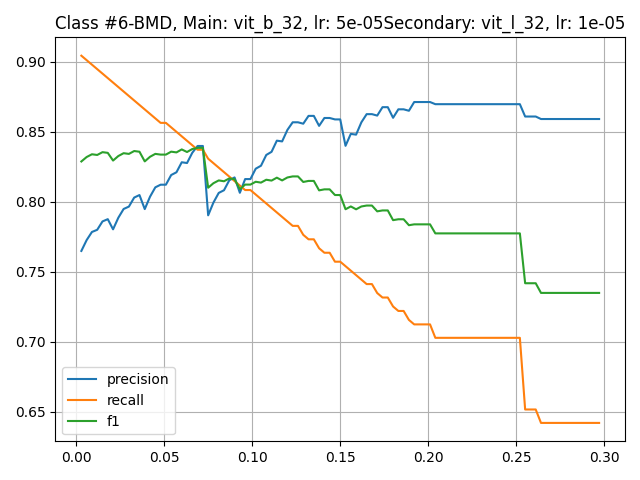 Class #6-BMD, Main: vit_b_32, lr: 5e-05Secondary: vit_l_32, lr: 1e-05
0.90
0.85
0.80
0.75
0.70
0.65
precision
recall
f1
0.00 0.05 0.10 0.15 0.20 0.25 0.30